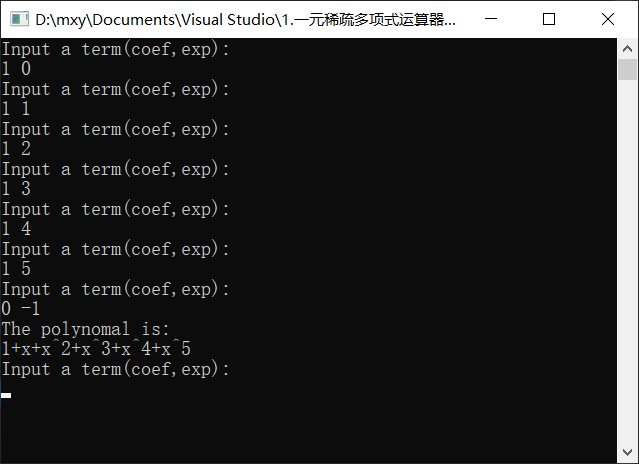 D:\mxy\Documents\Visual Studio\1.一元稀疏多项式运算器...
Input a term(coef,exp):
1 0
Input a term(coef,exp):
1 1
Input a term(coef,exp):
1 2
Input a term(coef,exp):
1 3
Input a term(coef,exp):
1 4
Input a term(coef,exp):
1 5
Input a term(coef,exp):
0 -1
The polynomal is:
1+x+x^2+x^3+x^4+x^5
Input a term(coef,exp):